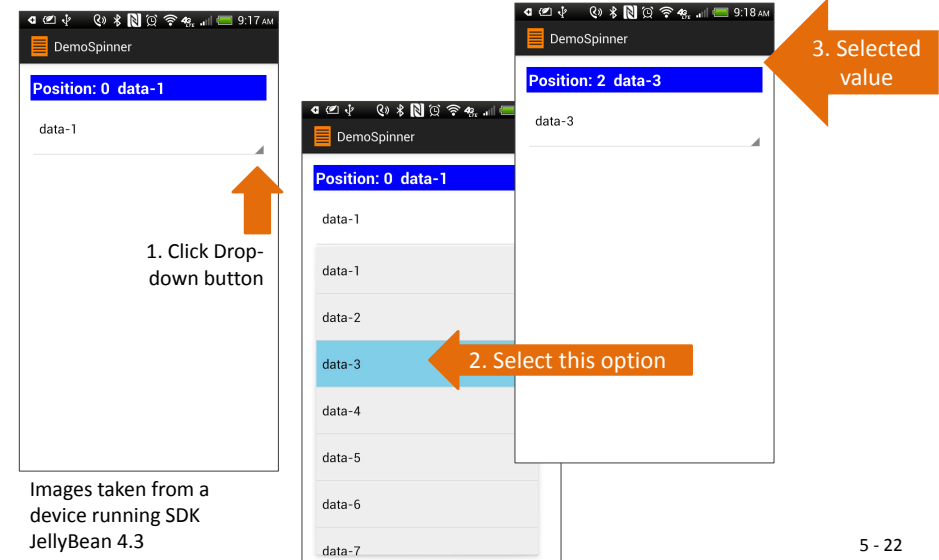 9:17 AM
DemoSpinner
Position: 0 data-1
data-1
1. Click Drop-
down button
Images taken from a
device running SDK
JellyBean 4.3
DemoSpinner
Position: 0 data-1
data-1
data-1
data-2
data-3
data-4
data-5
data-6
data-7
2. Select this option
9:18 AM
DemoSpinner
Position: 2 data-3
data-3
3. Selected
value
5 - 22